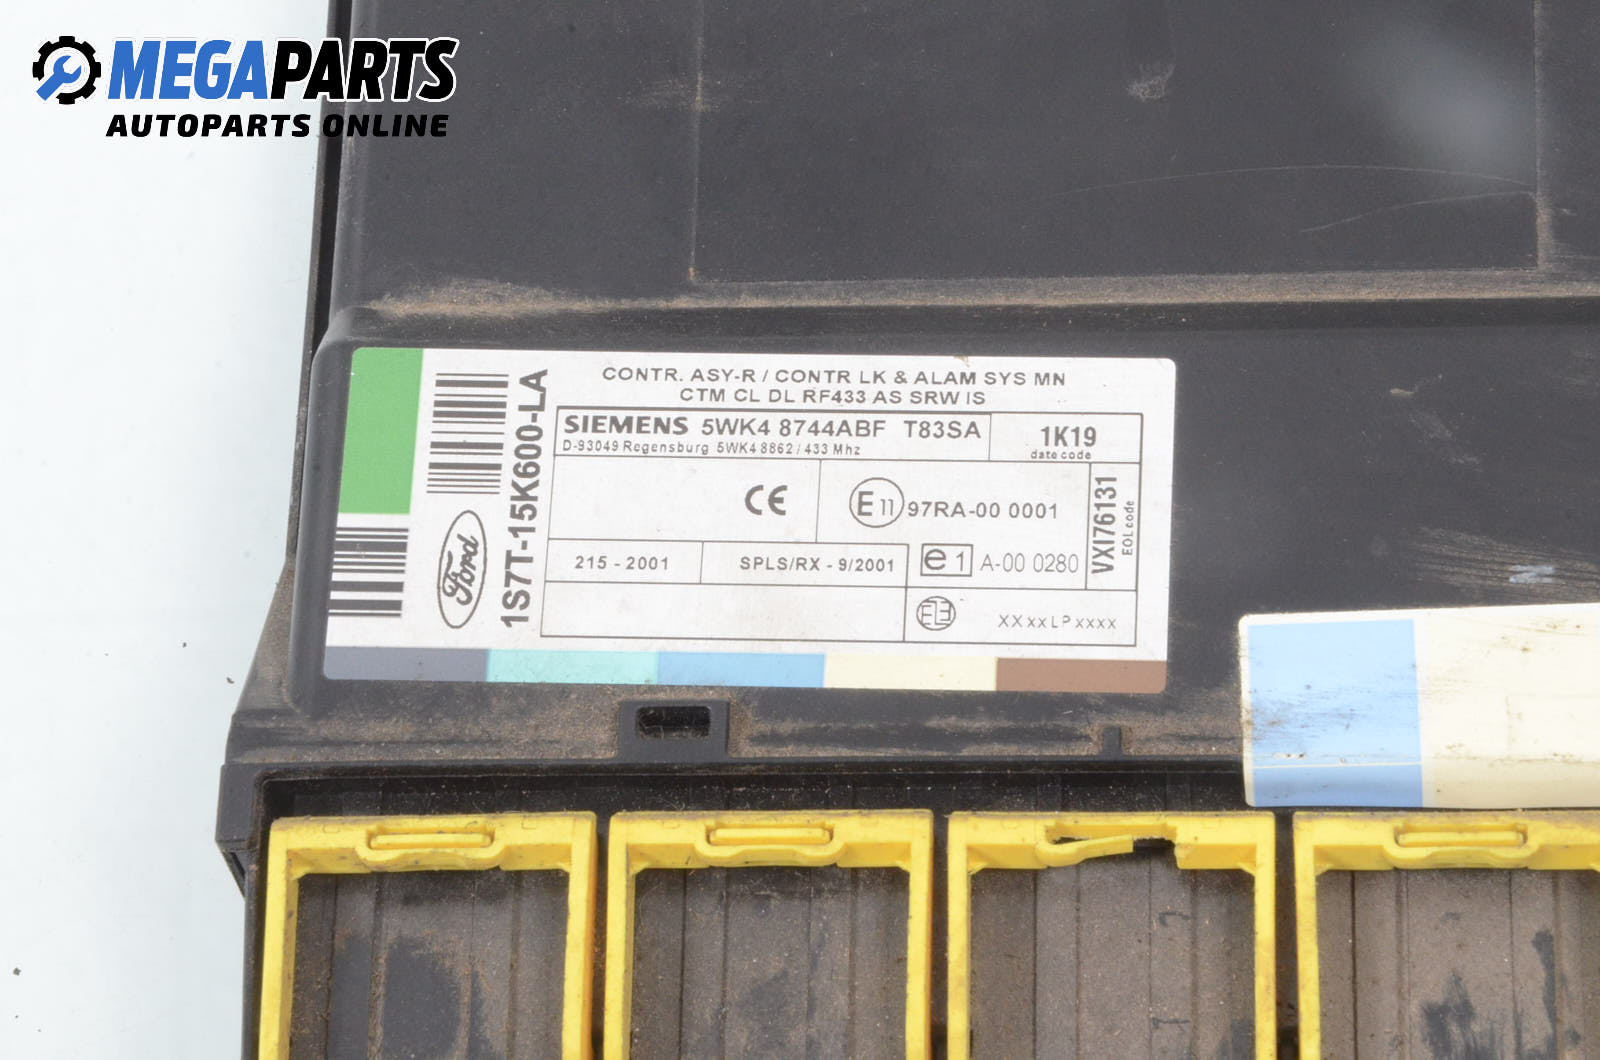 MEGAPARTS
AUTOPARTS ONLINE
CONTR. ASY-R / CONTR LK & ALAM SYS MN
CTM CL DL RF433 AS SRW IS
SIEMENS 5WK4 8744ABF T83SA
D-93049 Regensburg 5WK4 8862 / 433 Mhz
1K19
date code
CE
E11 97RA-00 0001
VXI76131
EOL code
215 - 2001
SPLS/RX - 9/2001
e1 A-00 0280
XXxxLPxxxx
Ford
1S7T-15K600-LA